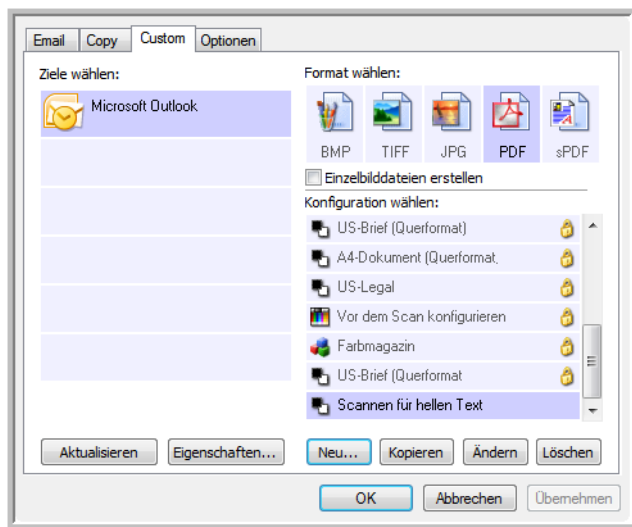 Email Copy Custom Optionen
Ziele wählen:
Microsoft Outlook
Format wählen:
BMP TIFF JPG PDF sPDF
Einzelbilddateien erstellen
Konfiguration wählen:
US-Brief (Querformat)
A4-Dokument (Querformat,
US-Legal
Vor dem Scan konfigurieren
Farbmagazin
US-Brief (Querformat
Scannen für hellen Text
Aktualisieren Eigenschaften... Neu... Kopieren Ändern Löschen
OK Abbrechen Übernehmen